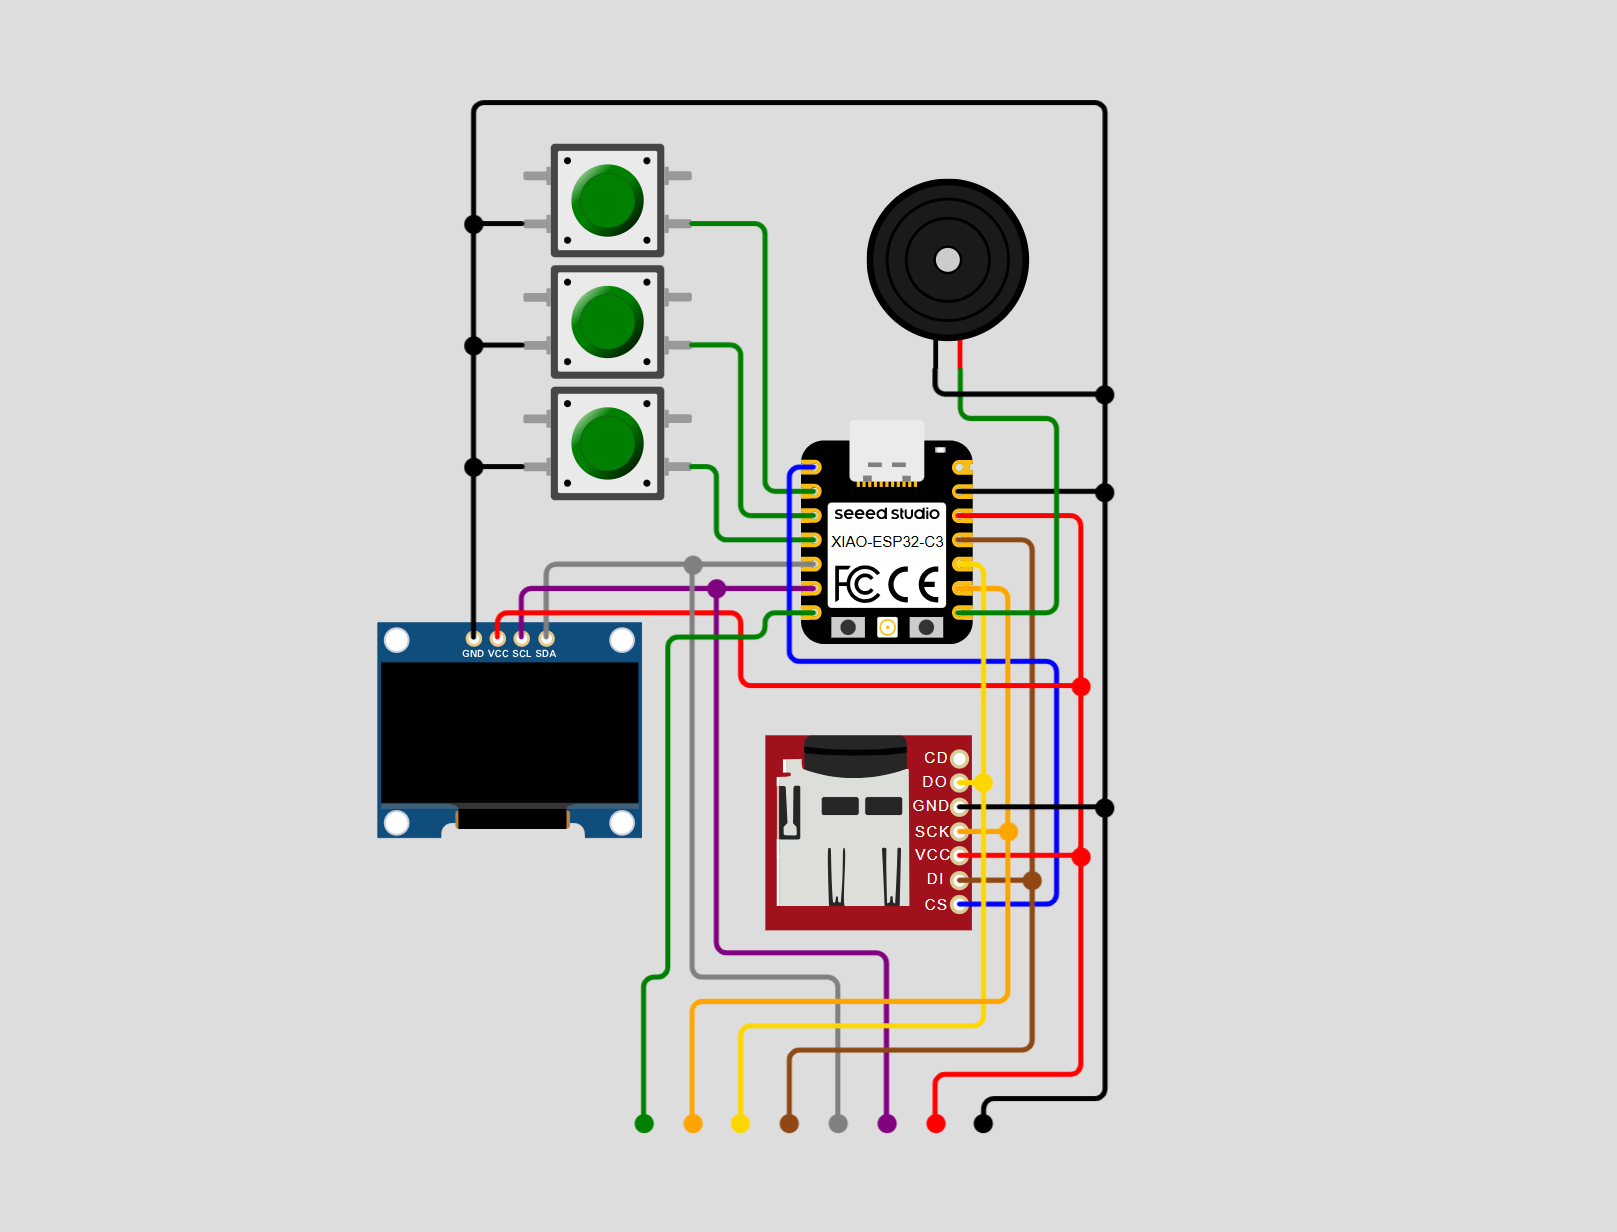 seeed studio
XIAO-ESP32-C3
FC CE
GND VCC SCL SDA
CD
DO
GND
SCK
VCC
DI
CS